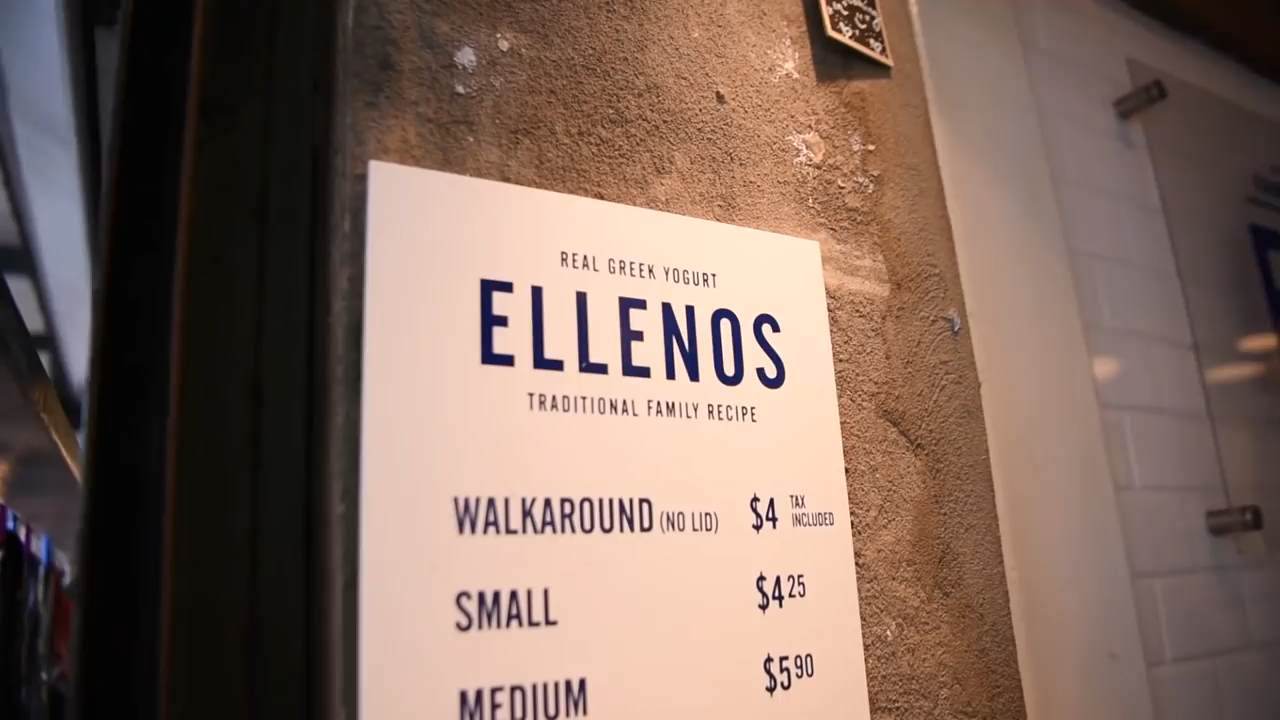 REAL GREEK YOGURT
ELLENOS
TRADITIONAL FAMILY RECIPE
WALKAROUND (NO LID) $4 TAX INCLUDED
SMALL $4 25
MEDIUM $5 90